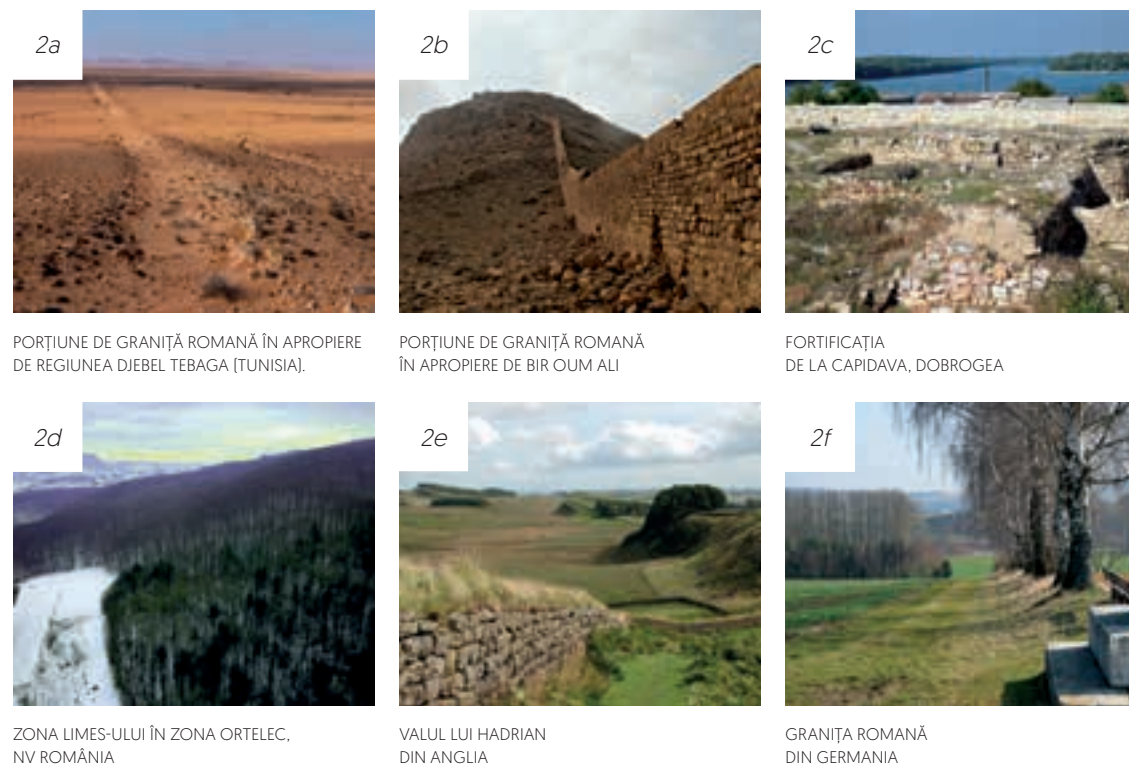 2a
2b
2c
PORȚIUNE DE GRANIȚĂ ROMANĂ ÎN APROPIERE
DE REGIUNEA DJEBEL TEBAGA (TUNISIA).
PORȚIUNE DE GRANIȚĂ ROMANĂ
ÎN APROPIERE DE BIR OUM ALI
FORTIFICAȚIA
DE LA CAPIDAVA, DOBROGEA
2d
2e
2f
ZONA LIMES-ULUI ÎN ZONA ORTELEC,
NV ROMÂNIA
VALUL LUI HADRIAN
DIN ANGLIA
GRANIȚA ROMANĂ
DIN GERMANIA